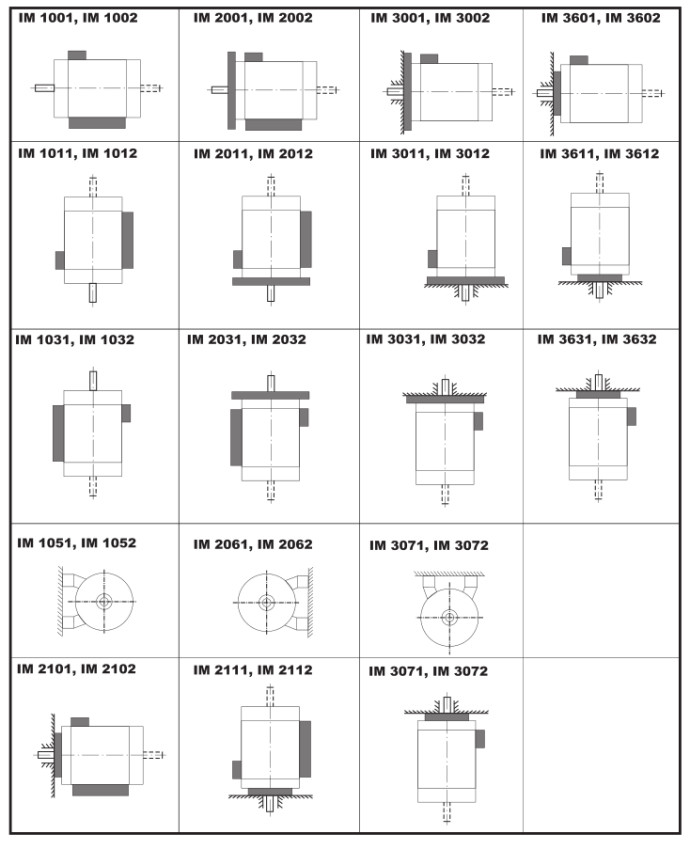 IM 1001, IM 1002
IM 2001, IM 2002
IM 3001, IM 3002
IM 3601, IM 3602
IM 1011, IM 1012
IM 2011, IM 2012
IM 3011, IM 3012
IM 3611, IM 3612
IM 1031, IM 1032
IM 2031, IM 2032
IM 3031, IM 3032
IM 3631, IM 3632
IM 1051, IM 1052
IM 2061, IM 2062
IM 3071, IM 3072
IM 2101, IM 2102
IM 2111, IM 2112
IM 3071, IM 3072